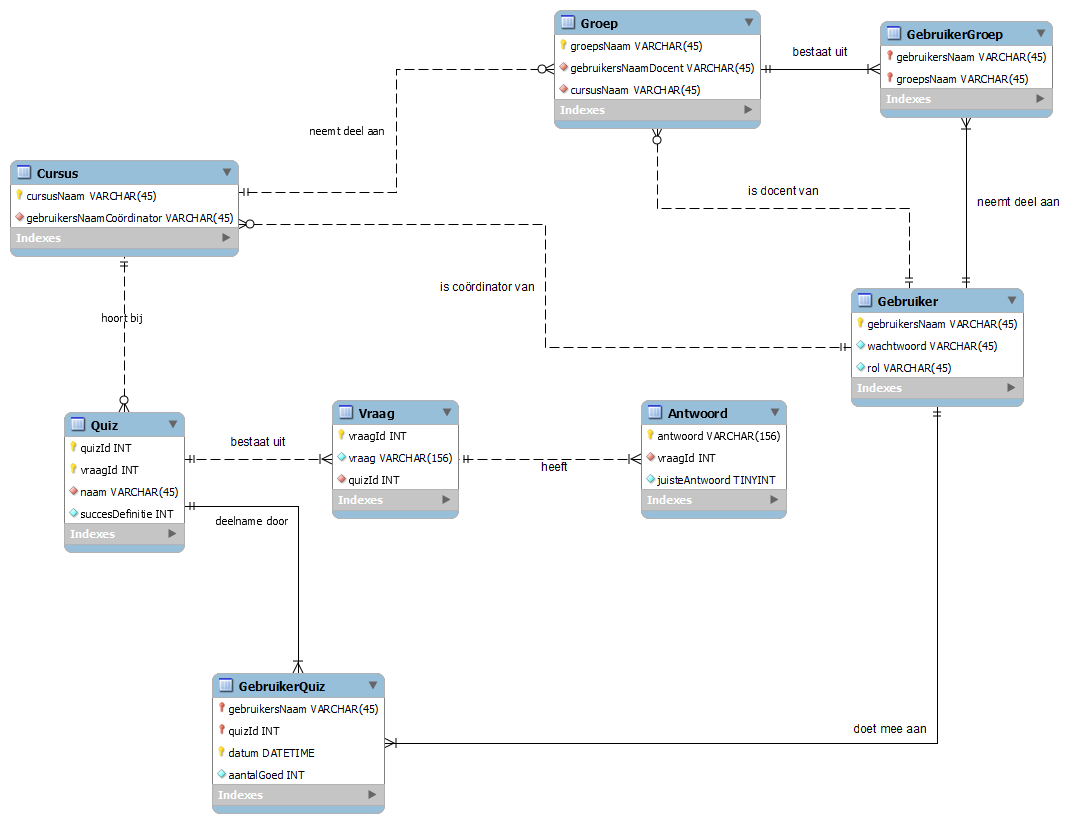 Groep
groepsNaam VARCHAR(45)
gebruikersNaamDocent VARCHAR(45)
cursusNaam VARCHAR(45)
Indexes
bestaat uit
GebruikerGroep
gebruikersNaam VARCHAR(45)
groepsNaam VARCHAR(45)
Indexes
neemt deel aan
Cursus
cursusNaam VARCHAR(45)
gebruikersNaamCoördinator VARCHAR(45)
Indexes
is docent van
neemt deel aan
is coördinator van
hoort bij
Gebruiker
gebruikersNaam VARCHAR(45)
wachtwoord VARCHAR(45)
rol VARCHAR(45)
Indexes
Quiz
quizId INT
vraagId INT
naam VARCHAR(45)
succesDefinitie INT
Indexes
bestaat uit
Vraag
vraagId INT
vraag VARCHAR(156)
quizId INT
Indexes
heeft
Antwoord
antwoord VARCHAR(156)
vraagId INT
juisteAntwoord TINYINT
Indexes
deelname door
GebruikerQuiz
gebruikersNaam VARCHAR(45)
quizId INT
datum DATETIME
aantalGoed INT
Indexes
doet mee aan